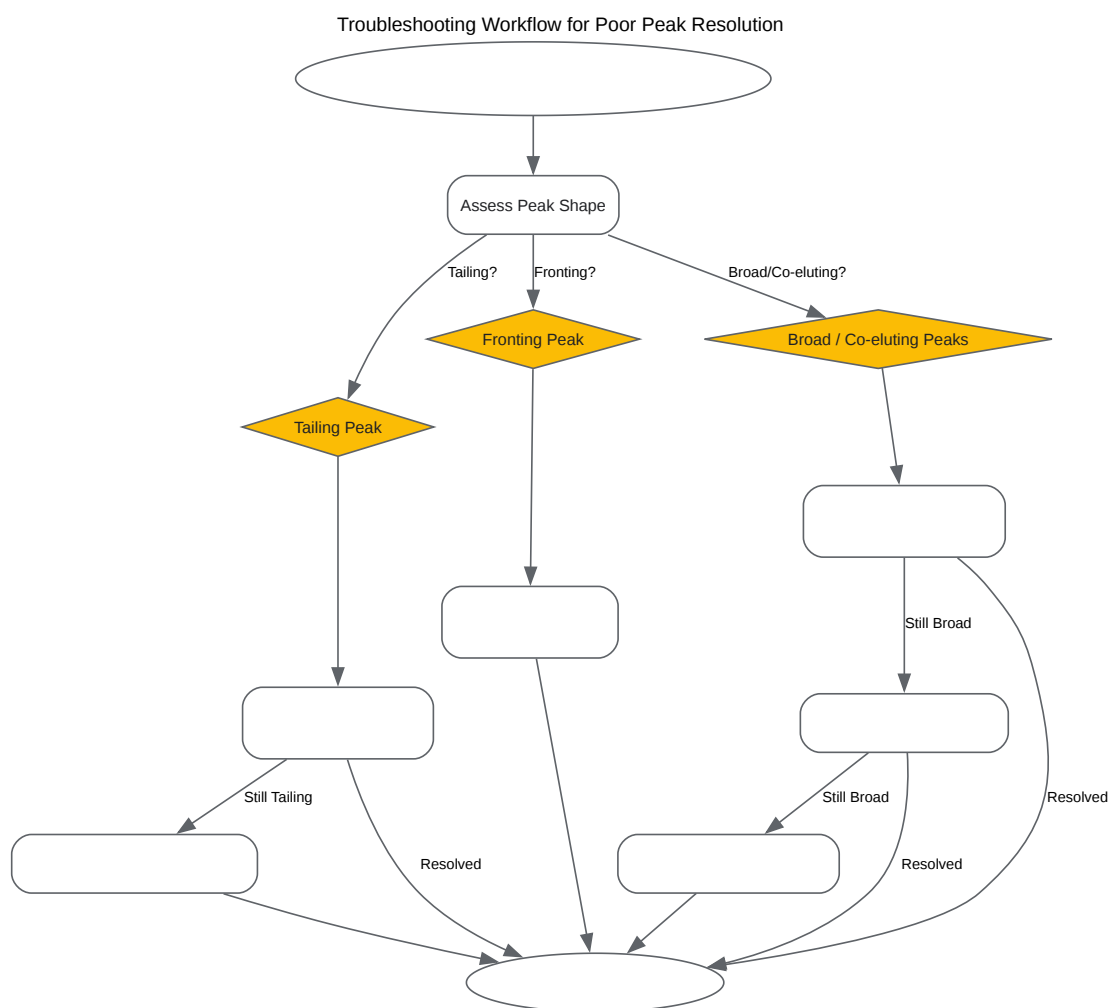 Troubleshooting Workflow for Poor Peak Resolution
Assess Peak Shape
Tailing?
Fronting?
Broad/Co-eluting?
Fronting Peak
Broad / Co-eluting Peaks
Tailing Peak
Still Broad
Still Tailing
Still Broad
Resolved
Resolved
Resolved